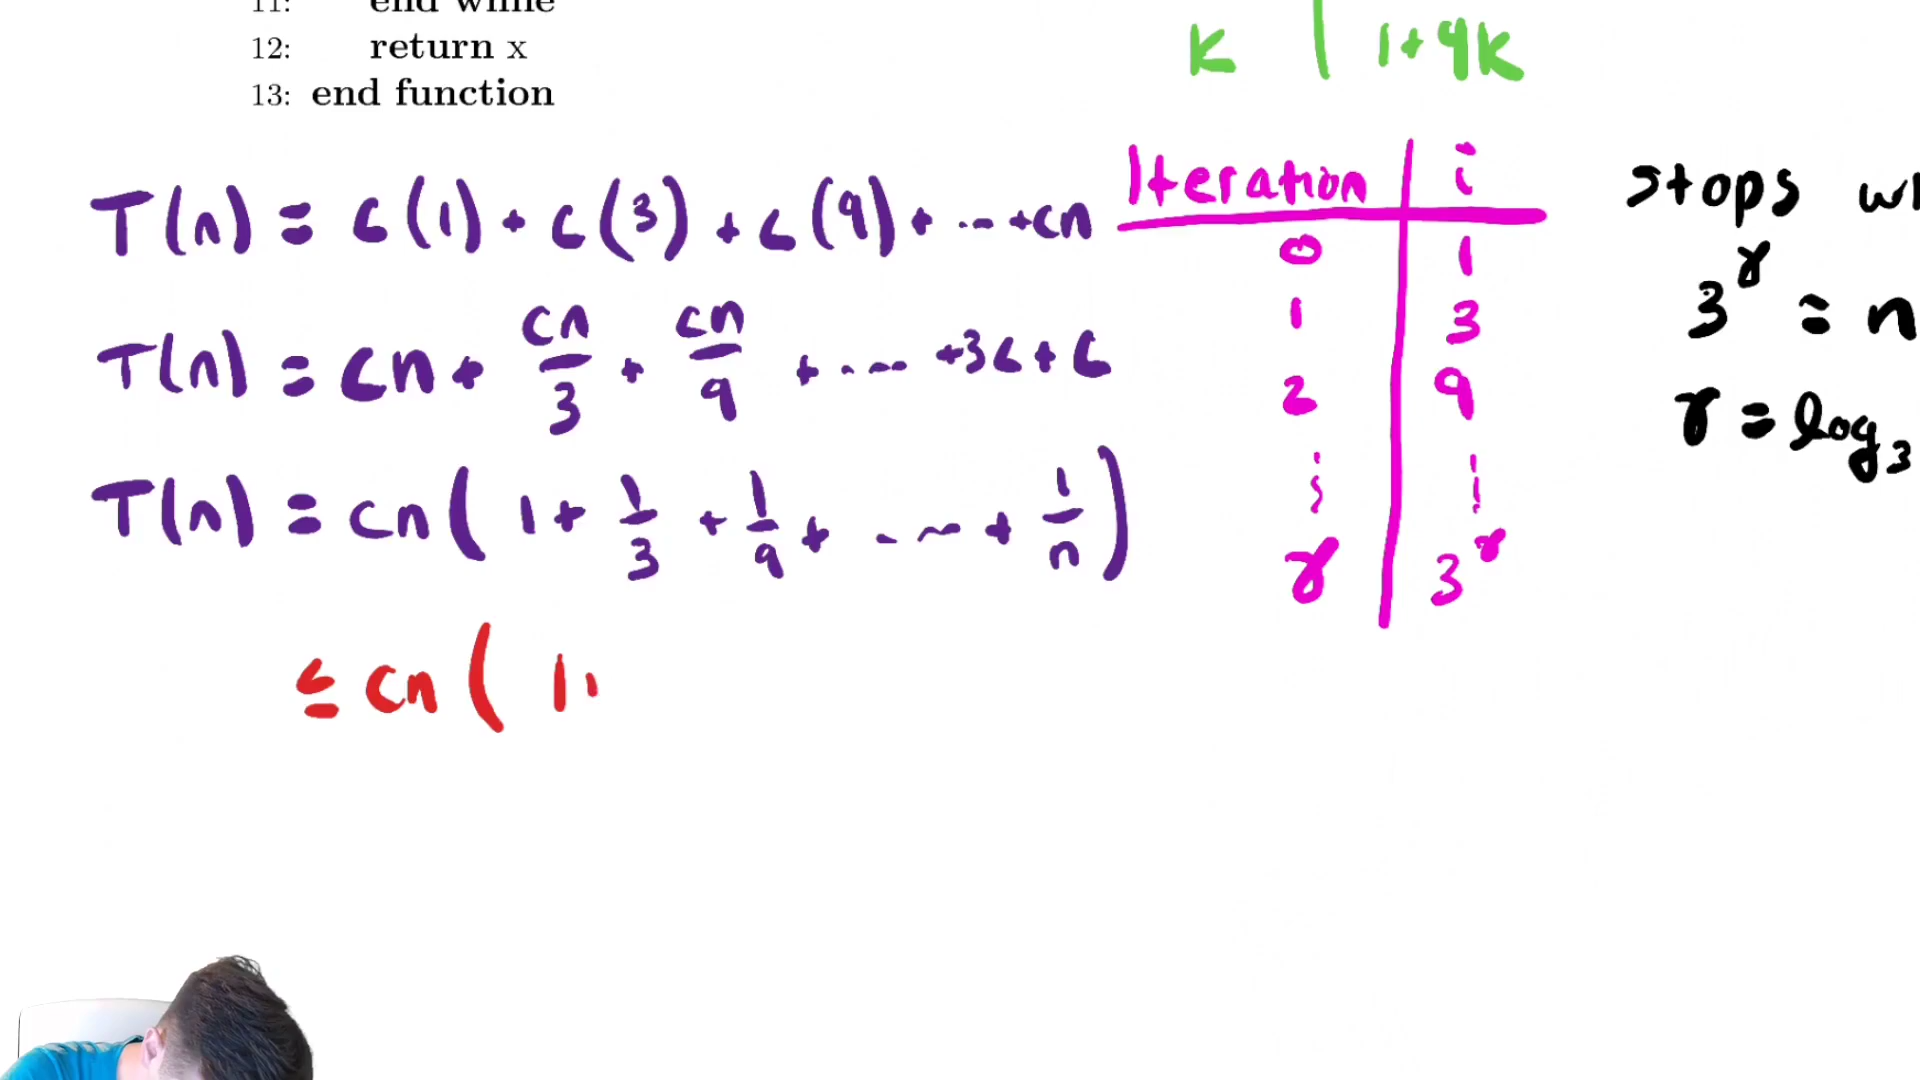 11: end while
12: return x
13: end function
K | 1+4K
T(n) = c(1) + c(3) + c(9) + ... + cn
T(n) = cn + cn/3 + cn/9 + ... + 3c + c
T(n) = cn( 1 + 1/3 + 1/9 + ... + 1/n )
≤ cn( 1
Iteration | i
0 | 1
1 | 3
2 | 9
⋮ | ⋮
r | 3^r
stops
3^r = n
r = log_3